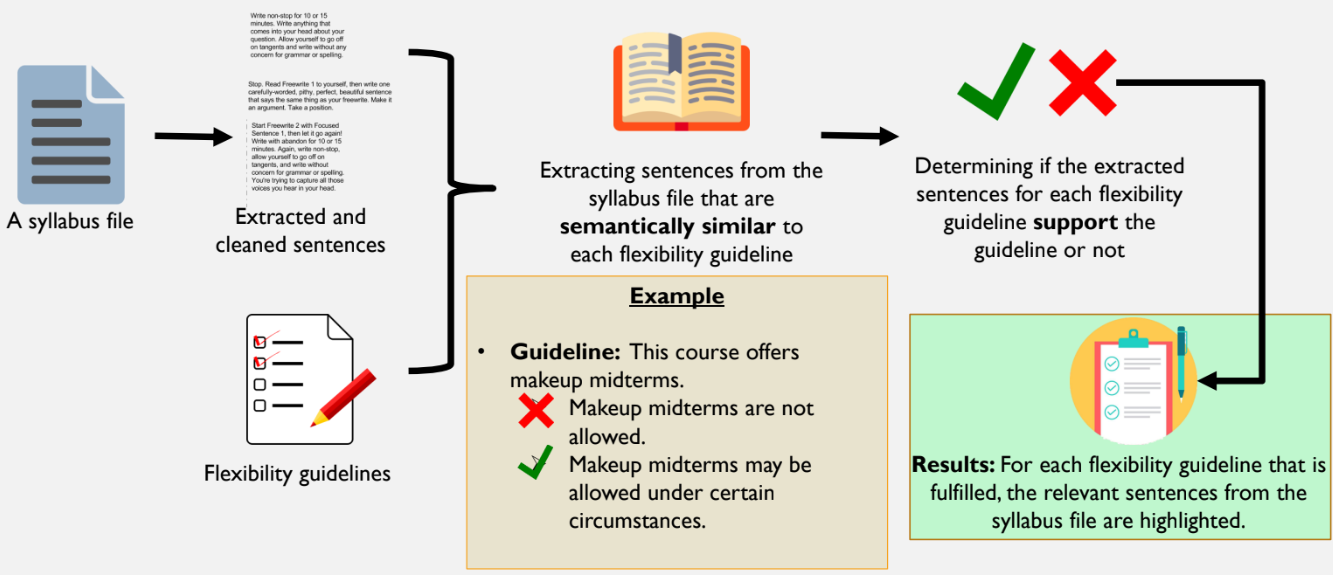 Write non-stop for 10 or 15
minutes. Write anything that
comes into your head about your
question. Allow yourself to go off
on tangents and write without any
concern for grammar or spelling.
Stop. Read Freewrite 1 to yourself, then write one
carefully-worded, pithy, perfect, beautiful sentence
that says the same thing as your freewrite. Make it
an argument. Take a position.
Start Freewrite 2 with Focused
Sentence 1, then let it go again!
Write with abandon for 10 or 15
minutes. Again, write non-stop,
allow yourself to go off on
tangents, and write without
concern for grammar or spelling.
You're trying to capture all those
voices you hear in your head.
A syllabus file
Extracted and
cleaned sentences
Flexibility guidelines
Extracting sentences from the
syllabus file that are
semantically similar to
each flexibility guideline
Example
• Guideline: This course offers
makeup midterms.
Makeup midterms are not
allowed.
Makeup midterms may be
allowed under certain
circumstances.
Determining if the extracted
sentences for each flexibility
guideline support the
guideline or not
Results: For each flexibility guideline that is
fulfilled, the relevant sentences from the
syllabus file are highlighted.